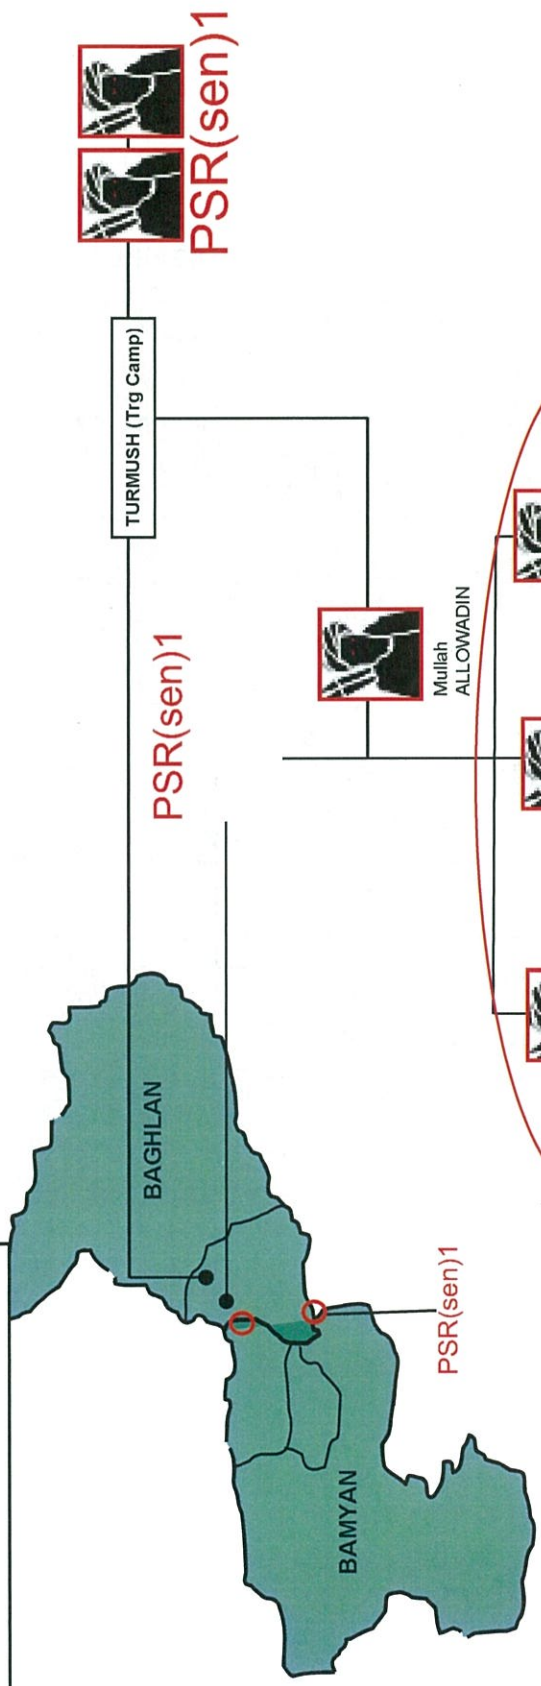 PSR(sen)1
TURMUSH (Trg Camp)
PSR(sen)1
Mullah
ALLOWADIN
BAGHLAN
PSR(sen)1
BAMYAN